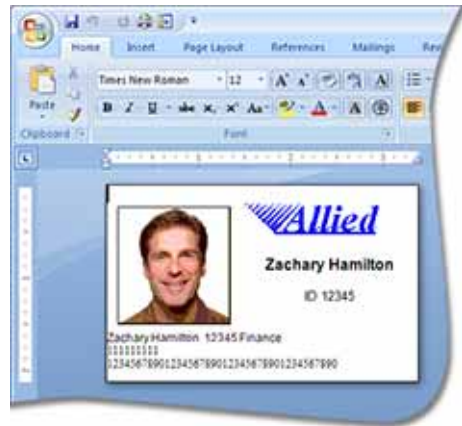 Home Insert Page Layout References Mailings Rev
Times New Roman 12
Paste
Clipboard Font
Allied
Zachary Hamilton
ID 12345
Zachary Hamilton 12345 Finance
1234567890123456789012345678901234567890